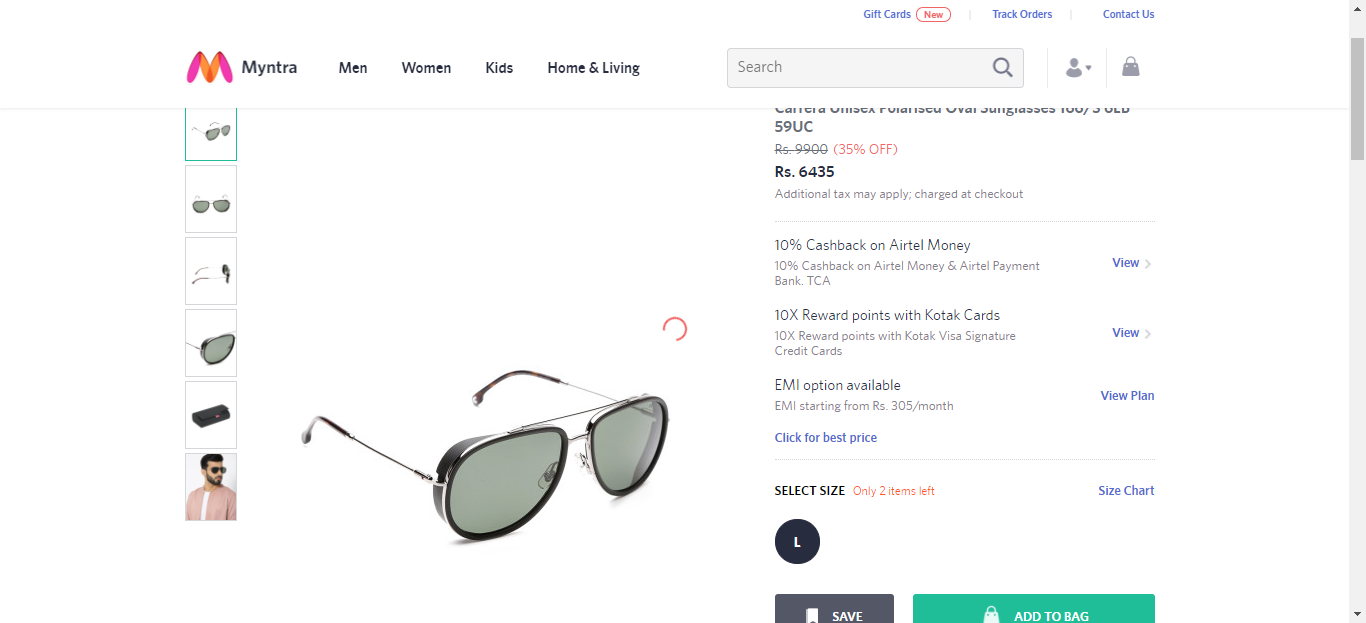 Gift Cards New Track Orders Contact Us
Myntra Men Women Kids Home & Living Search
Carrera Unisex Polarised Oval Sunglasses 166/S 6LB
59UC
Rs. 9900 (35% OFF)
Rs. 6435
Additional tax may apply; charged at checkout
10% Cashback on Airtel Money
10% Cashback on Airtel Money & Airtel Payment
Bank. TCA
View
10X Reward points with Kotak Cards
10X Reward points with Kotak Visa Signature
Credit Cards
View
EMI option available
EMI starting from Rs. 305/month
View Plan
Click for best price
SELECT SIZE Only 2 items left Size Chart
L
SAVE ADD TO BAG